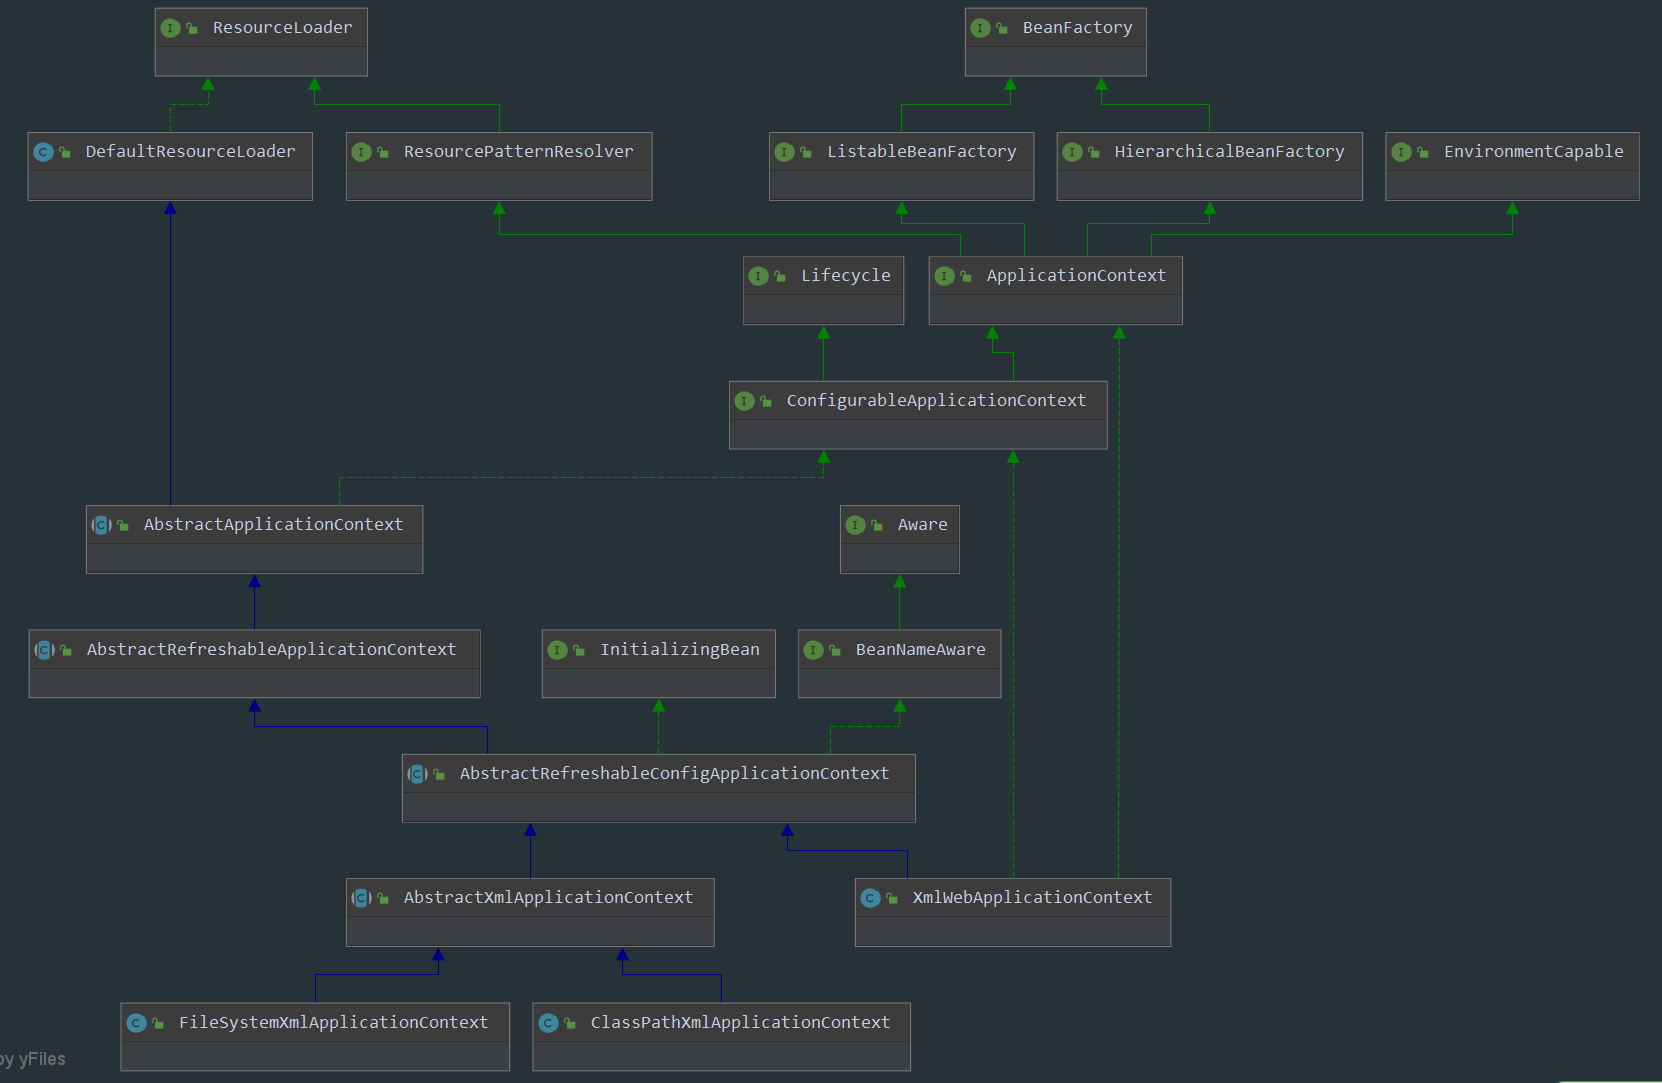 ResourceLoader
BeanFactory
DefaultResourceLoader
ResourcePatternResolver
ListableBeanFactory
HierarchicalBeanFactory
EnvironmentCapable
Lifecycle
ApplicationContext
ConfigurableApplicationContext
AbstractApplicationContext
Aware
AbstractRefreshableApplicationContext
InitializingBean
BeanNameAware
AbstractRefreshableConfigApplicationContext
AbstractXmlApplicationContext
XmlWebApplicationContext
FileSystemXmlApplicationContext
ClassPathXmlApplicationContext
by yFiles